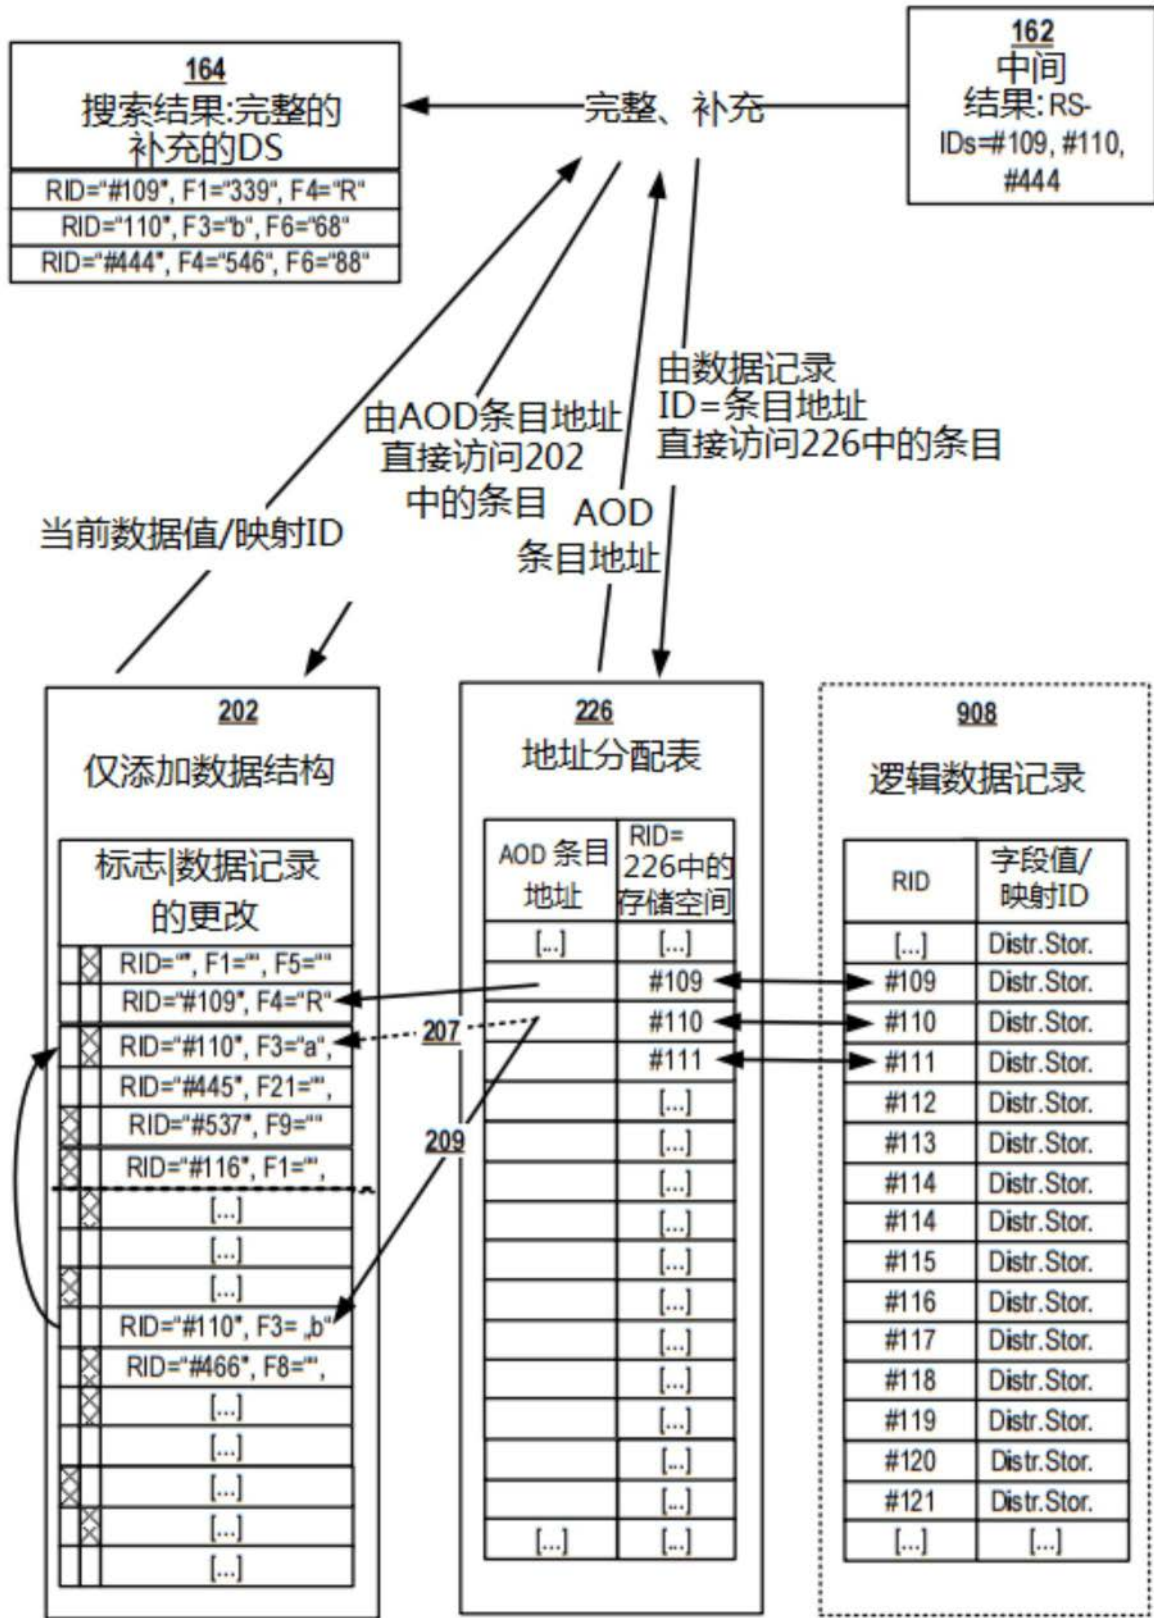 164
搜索结果:完整的
补充的DS
RID="#109", F1="339", F4="R"
RID="110", F3="b", F6="68"
RID="#444", F4="546", F6="88"
完整、补充
162
中间
结果: RS-
IDs=#109, #110,
#444
当前数据值/映射ID
由AOD条目地址
直接访问202
中的条目
AOD
条目地址
由数据记录
ID=条目地址
直接访问226中的条目
202
仅添加数据结构
标志|数据记录
的更改
RID="", F1="", F5=""
RID="#109", F4="R"
RID="#110", F3="a",
RID="#445", F21="",
RID="#537", F9=""
RID="#116", F1="",
[...]
[...]
[...]
RID="#110", F3= „b"
RID="#466", F8="",
[...]
[...]
[...]
[...]
[...]
207
209
226
地址分配表
AOD 条目
地址
RID=
226中的
存储空间
[...] [...]
#109
#110
#111
[...]
[...]
[...]
[...]
[...]
[...]
[...]
[...]
[...]
[...]
[...]
[...] [...]
908
逻辑数据记录
RID
字段值/
映射ID
[...] Distr.Stor.
#109 Distr.Stor.
#110 Distr.Stor.
#111 Distr.Stor.
#112 Distr.Stor.
#113 Distr.Stor.
#114 Distr.Stor.
#114 Distr.Stor.
#115 Distr.Stor.
#116 Distr.Stor.
#117 Distr.Stor.
#118 Distr.Stor.
#119 Distr.Stor.
#120 Distr.Stor.
#121 Distr.Stor.
[...] [...]